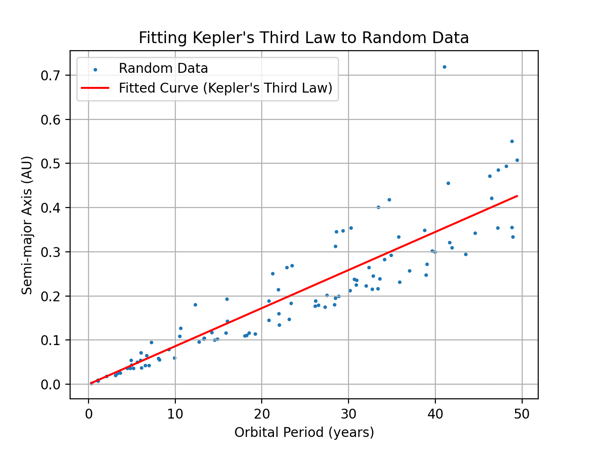 Fitting Kepler's Third Law to Random Data
Random Data
Fitted Curve (Kepler's Third Law)
Semi-major Axis (AU)
0.7
0.6
0.5
0.4
0.3
0.2
0.1
0.0
0 10 20 30 40 50
Orbital Period (years)